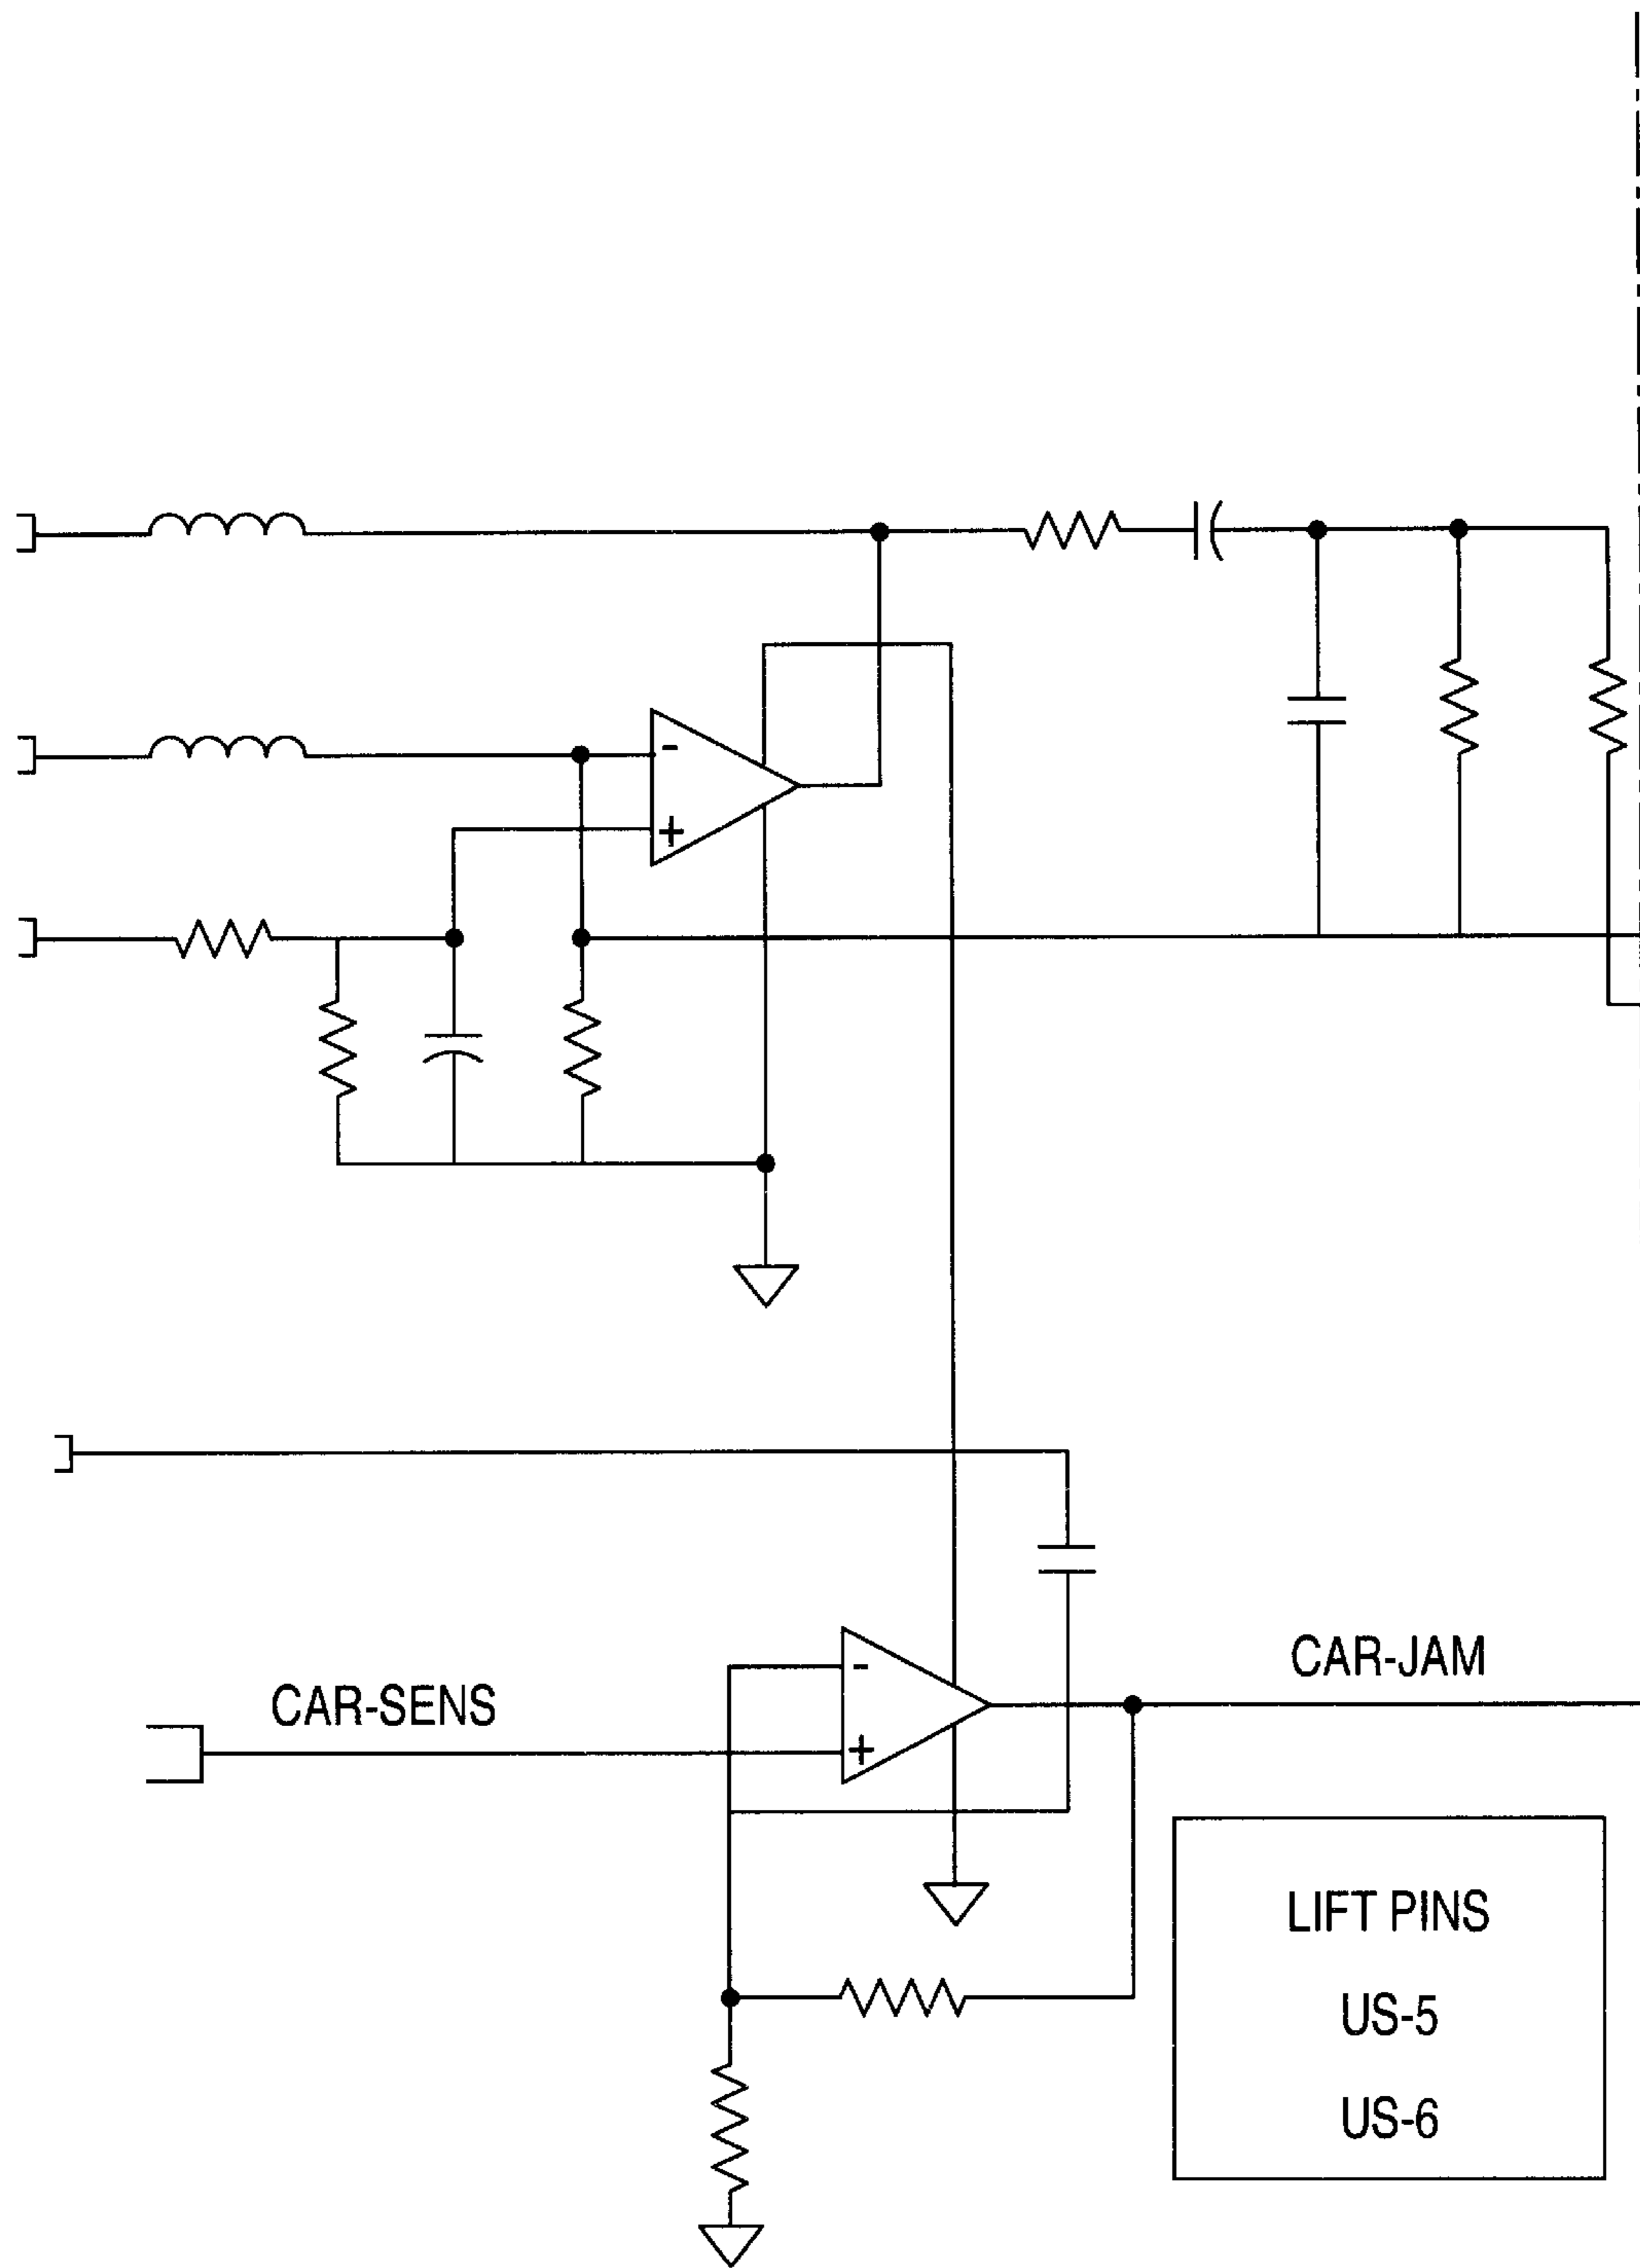 -
+
CAR-JAM
-
CAR-SENS
+
LIFT PINS
US-5
US-6